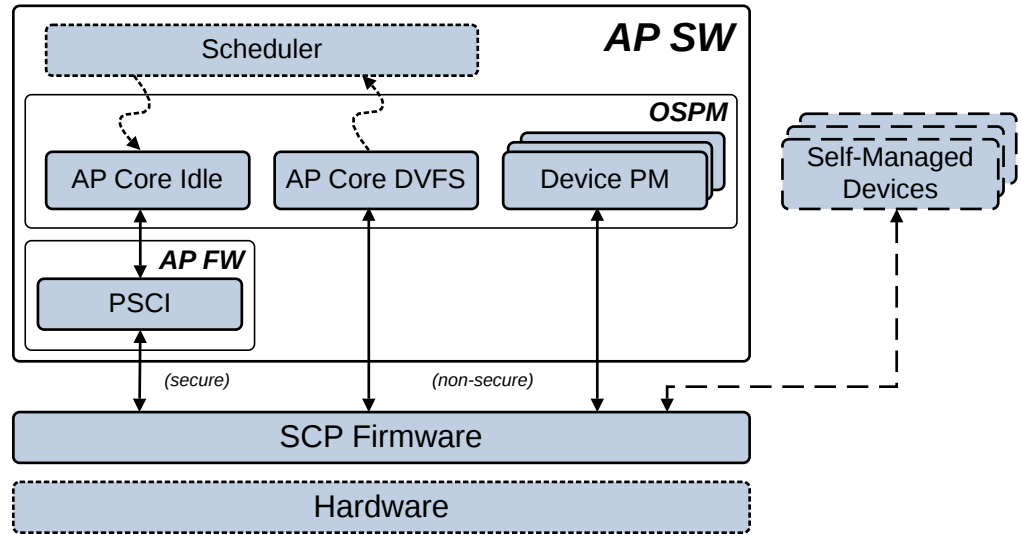 AP SW
Scheduler
OSPM
AP Core Idle
AP Core DVFS
Device PM
Self-Managed
Devices
AP FW
PSCI
(secure)
(non-secure)
SCP Firmware
Hardware